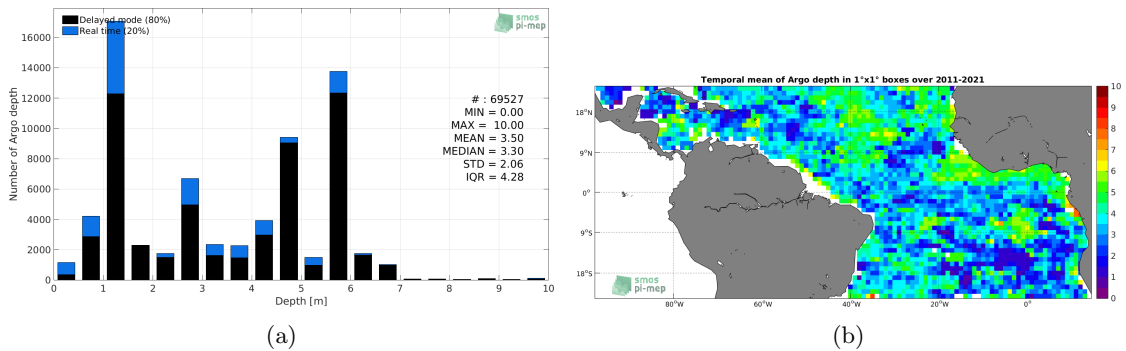 Delayed mode (80%)
Real time (20%)
smos
pi-mep
Number of Argo depth
16000
14000
12000
10000
8000
6000
4000
2000
0
# : 69527
MIN = 0.00
MAX = 10.00
MEAN = 3.50
MEDIAN = 3.30
STD = 2.06
IQR = 4.28
0 1 2 3 4 5 6 7 8 9 10
Depth [m]
(a)
Temporal mean of Argo depth in 1°x1° boxes over 2011-2021
18°N
9°N
0°
9°S
18°S
80°W 60°W 40°W 20°W 0°
smos
pi-mep
10
9
8
7
6
5
4
3
2
1
0
(b)